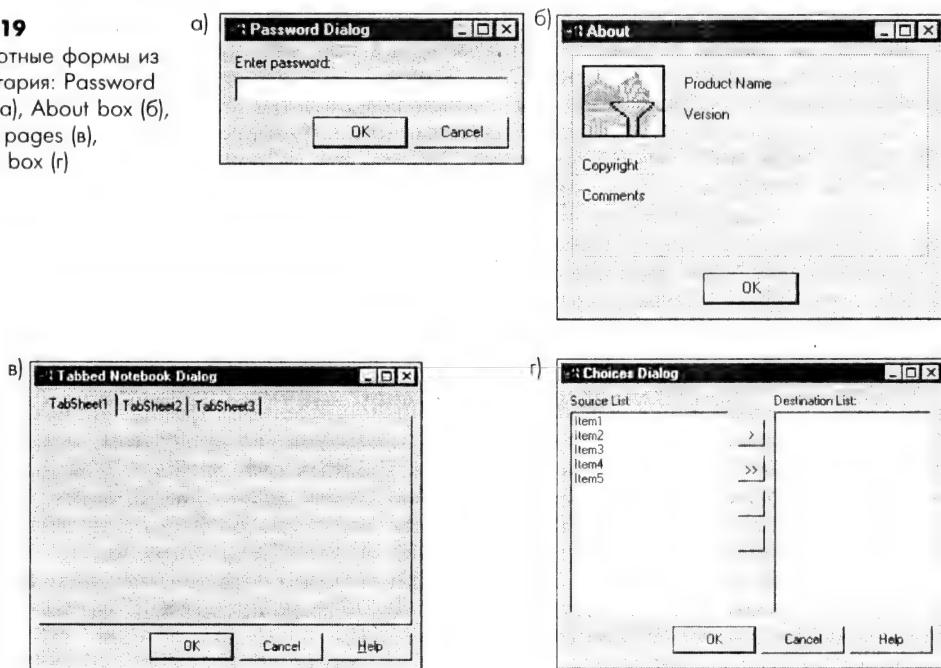 19
отные формы из
гария: Password
а), About box (б),
pages (в),
box (г)
а)
Password Dialog
Enter password:
OK Cancel
б)
About
Product Name
Version
Copyright
Comments
OK
в)
Tabbed Notebook Dialog
TabSheet1 TabSheet2 TabSheet3
OK Cancel Help
г)
Choices Dialog
Source List: Destination List:
Item1
Item2
Item3
Item4
Item5
>
>>
OK Cancel Help